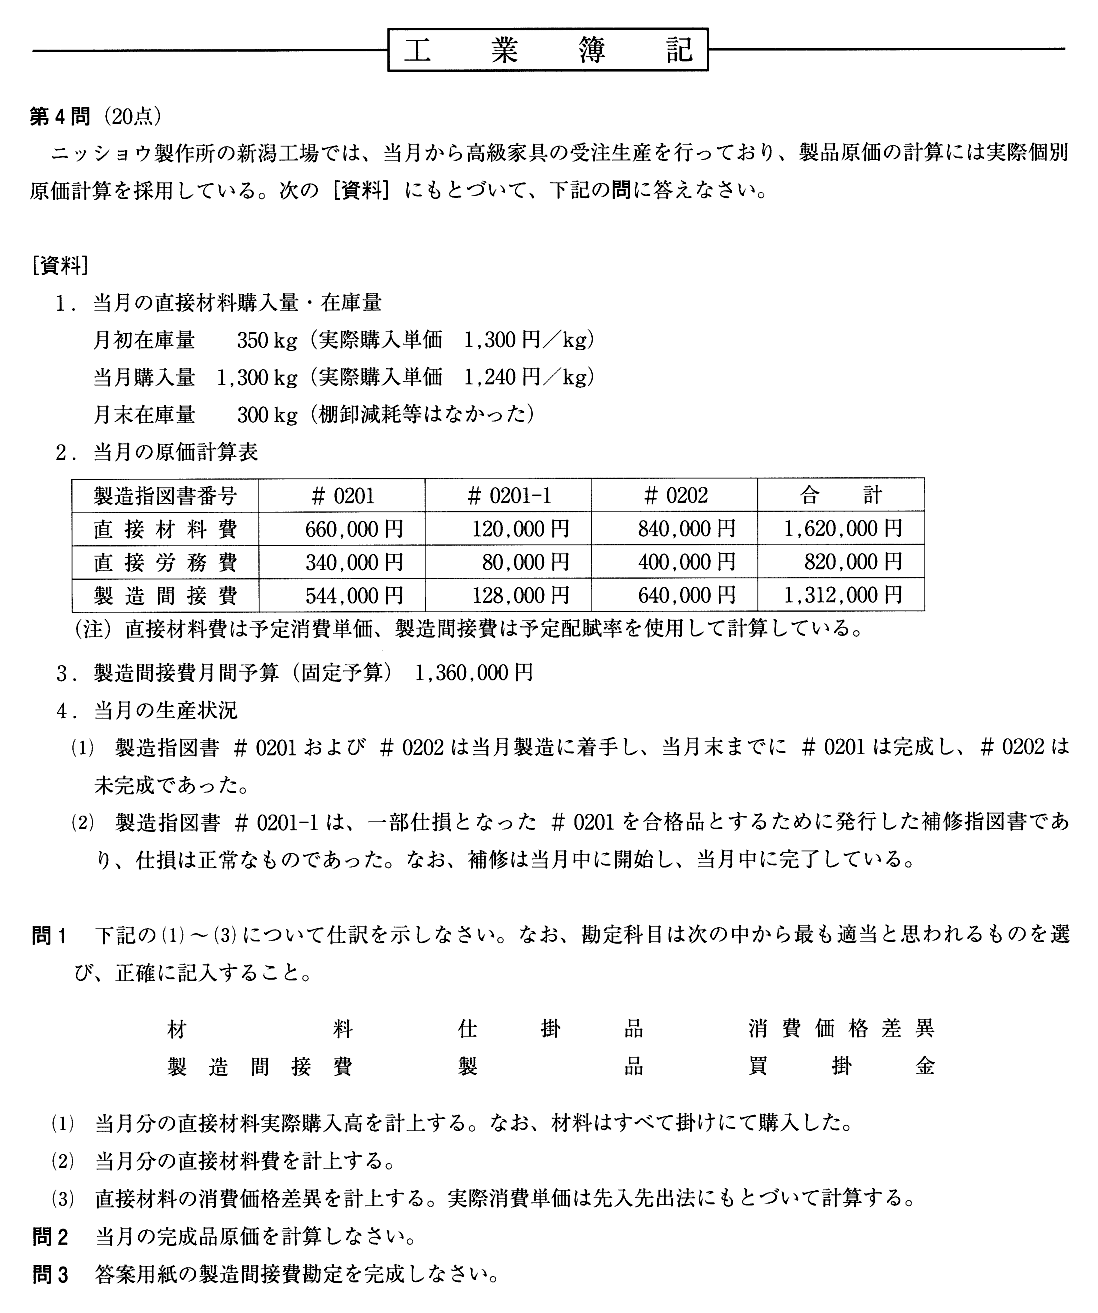 工業簿記
第4問(20点)
ニッショウ製作所の新潟工場では、当月から高級家具の受注生産を行っており、製品原価の計算には実際個別
原価計算を採用している。次の[資料]にもとづいて、下記の問に答えなさい。
[資料]
1．当月の直接材料購入量・在庫量
月初在庫量 350kg(実際購入単価 1,300円／kg)
当月購入量 1,300kg(実際購入単価 1,240円／kg)
月末在庫量 300kg(棚卸減耗等はなかった)
2．当月の原価計算表
製造指図書番号 ＃0201 ＃0201-1 ＃0202 合計
直接材料費 660,000円 120,000円 840,000円 1,620,000円
直接労務費 340,000円 80,000円 400,000円 820,000円
製造間接費 544,000円 128,000円 640,000円 1,312,000円
(注) 直接材料費は予定消費単価、製造間接費は予定配賦率を使用して計算している。
3．製造間接費月間予算(固定予算) 1,360,000円
4．当月の生産状況
(1) 製造指図書 ＃0201および ＃0202は当月製造に着手し、当月末までに ＃0201は完成し、＃0202は
未完成であった。
(2) 製造指図書 ＃0201-1は、一部仕損となった ＃0201を合格品とするために発行した補修指図書であ
り、仕損は正常なものであった。なお、補修は当月中に開始し、当月中に完了している。
問1 下記の(1)～(3)について仕訳を示しなさい。なお、勘定科目は次の中から最も適当と思われるものを選
び、正確に記入すること。
材料 仕掛品 消費価格差異
製造間接費 製品 買掛金
(1) 当月分の直接材料実際購入高を計上する。なお、材料はすべて掛けにて購入した。
(2) 当月分の直接材料費を計上する。
(3) 直接材料の消費価格差異を計上する。実際消費単価は先入先出法にもとづいて計算する。
問2 当月の完成品原価を計算しなさい。
問3 答案用紙の製造間接費勘定を完成しなさい。